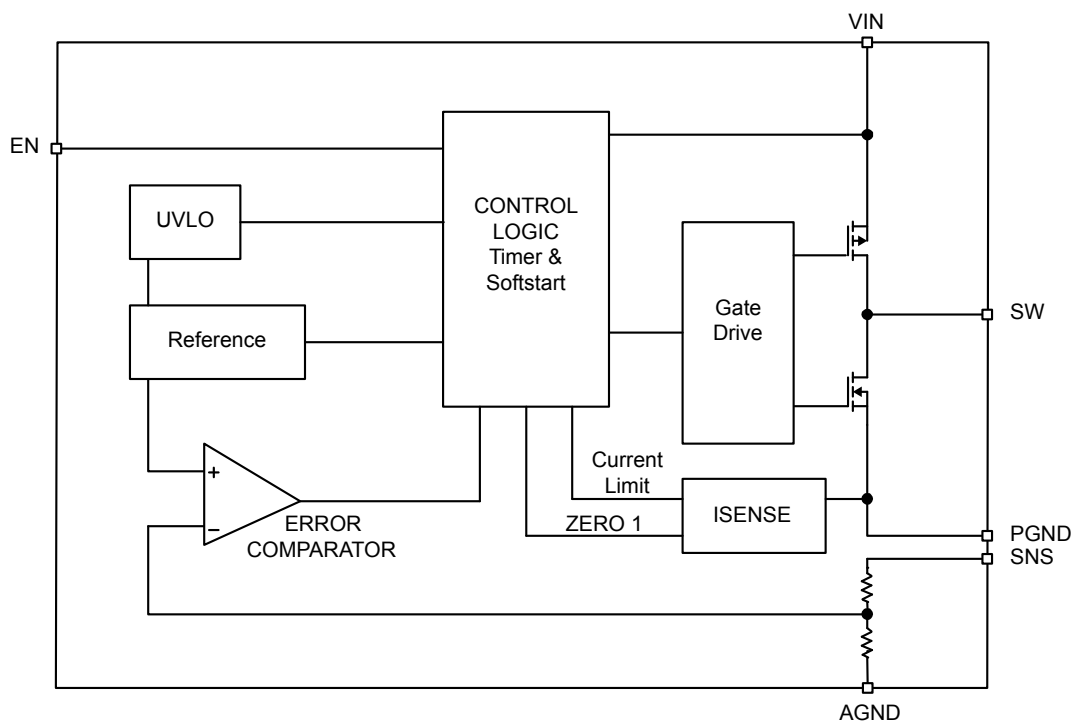 VIN
EN
UVLO
CONTROL
LOGIC
Timer &
Softstart
Reference
Gate
Drive
SW
+
−
ERROR
COMPARATOR
Current
Limit
ZERO 1
ISENSE
PGND
SNS
AGND